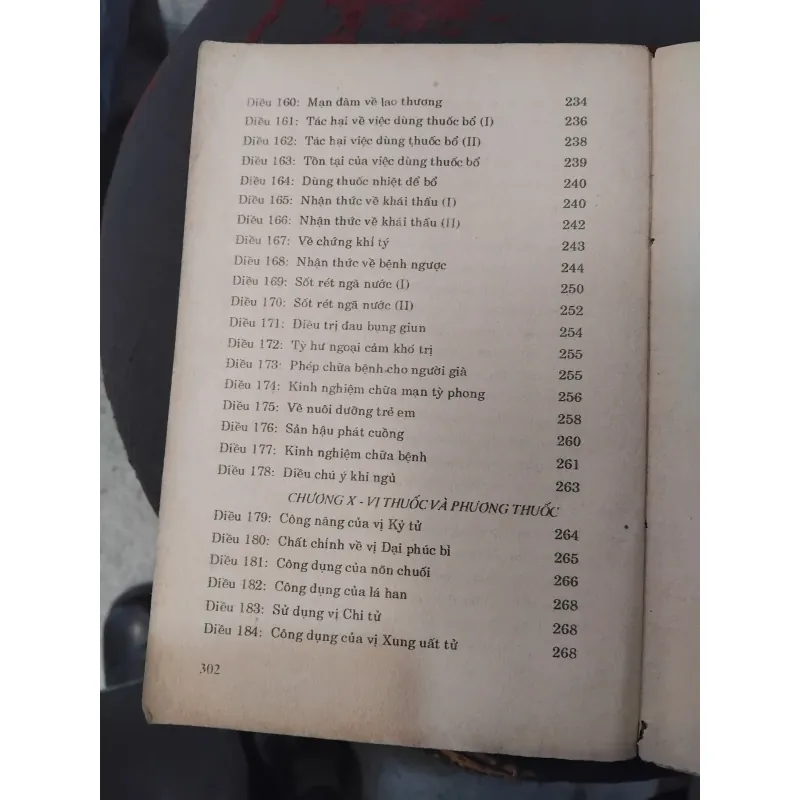 Điều 160: Mạn đàm về lao thương 234
Điều 161: Tác hại về việc dùng thuốc bổ (I) 236
Điều 162: Tác hại việc dùng thuốc bổ (II) 238
Điều 163: Tồn tại của việc dùng thuốc bổ 239
Điều 164: Dùng thuốc nhiệt để bổ 240
Điều 165: Nhận thức về khái thấu (I) 240
Điều 166: Nhận thức về khái thấu (II) 242
Điều 167: Về chứng khí tý 243
Điều 168: Nhận thức về bệnh ngược 244
Điều 169: Sốt rét ngã nước (I) 250
Điều 170: Sốt rét ngã nước (II) 252
Điều 171: Điều trị đau bụng giun 254
Điều 172: Tỳ hư ngoại cảm khó trị 255
Điều 173: Phép chữa bệnh cho người già 255
Điều 174: Kinh nghiệm chữa mạn tỳ phong 256
Điều 175: Về nuôi dưỡng trẻ em 258
Điều 176: Sản hậu phát cuồng 260
Điều 177: Kinh nghiệm chữa bệnh 261
Điều 178: Điều chú ý khi ngủ 263
CHƯƠNG X - VỊ THUỐC VÀ PHƯƠNG THUỐC
Điều 179: Công năng của vị Kỷ tử 264
Điều 180: Chất chính về vị Đại phúc bì 265
Điều 181: Công dụng của nõn chuối 266
Điều 182: Công dụng của lá han 268
Điều 183: Sử dụng vị Chi tử 268
Điều 184: Công dụng của vị Xung uất tử 268
302